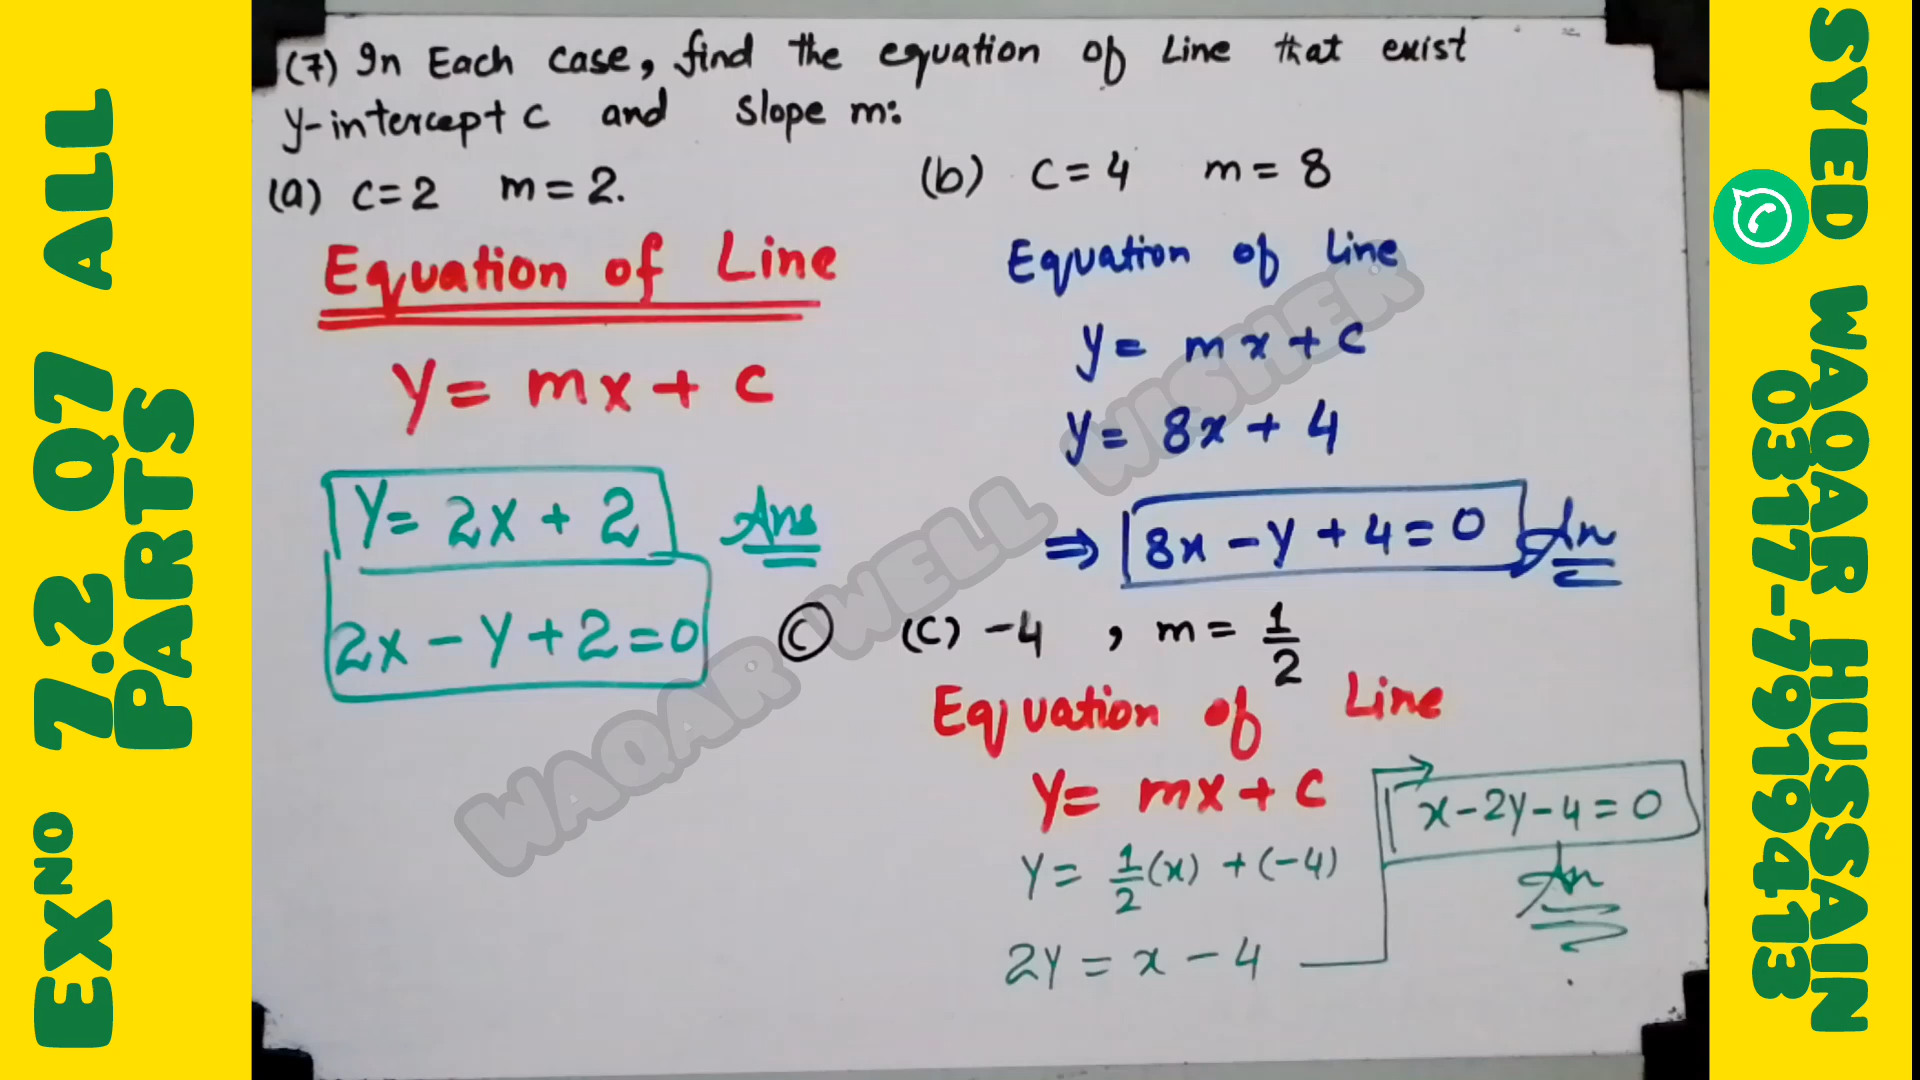 Ex no 7.2 Q7 ALL
PARTS
(7) In Each case, find the equation of Line that exist
y-intercept c and slope m:
(a) c=2 m=2.
Equation of Line
y= mx+ c
y= 2x + 2 Ans
2x - y + 2 = 0
(b) c=4 m=8
Equation of Line
y= mx+c
y= 8x+ 4
⇒ 8x - y + 4 = 0 An
C (C) -4 , m= 1/2
Equation of Line
y= mx+c
y= 1/2(x) +(-4)
2y = x - 4
x-2y-4=0
An
WAQAR WELL WISHER
SYED WAQAR HUSSAIN
0317-7919413